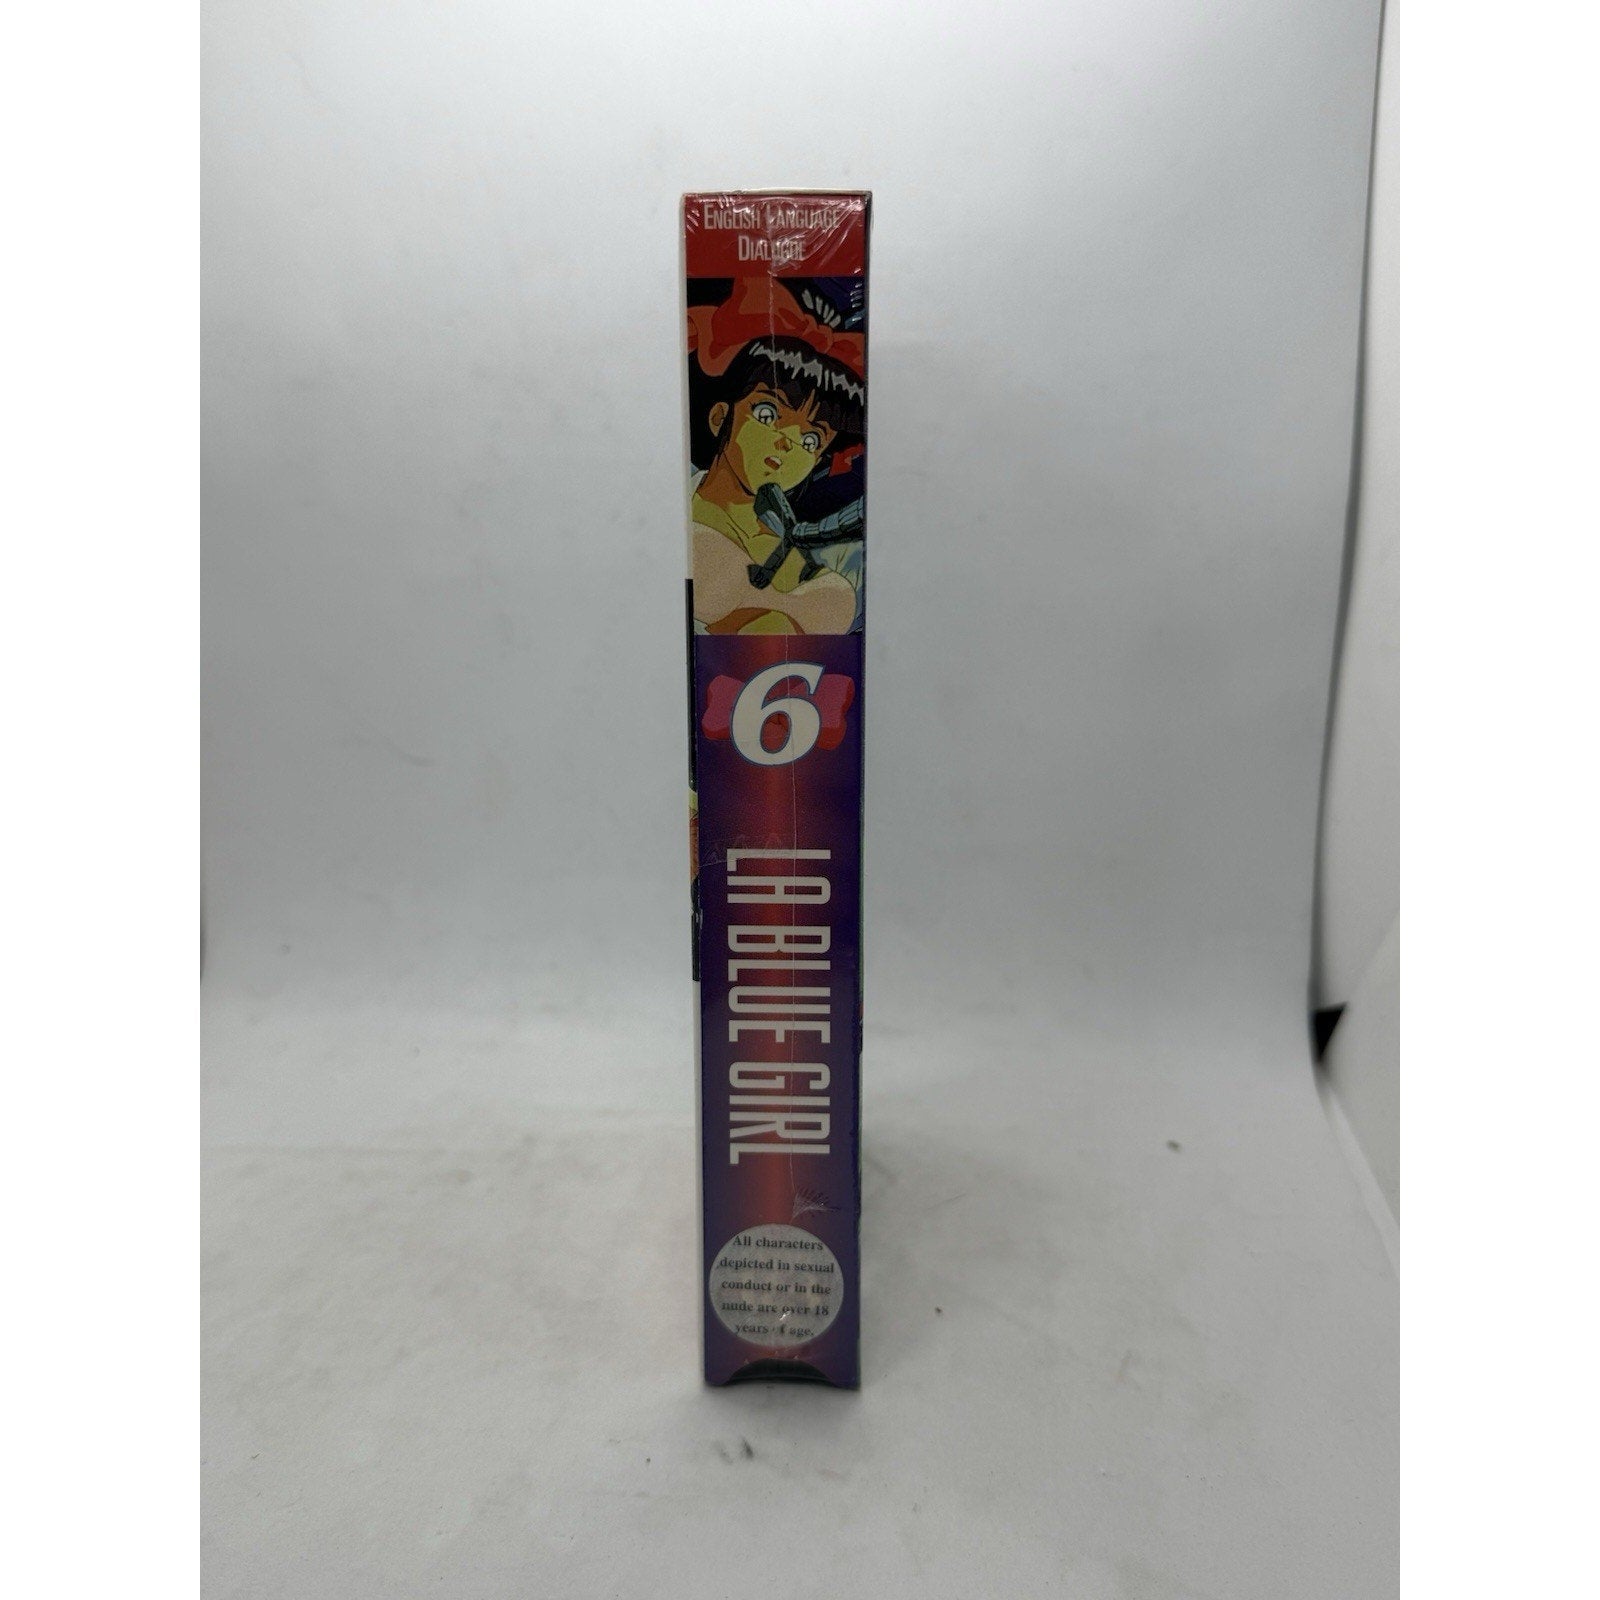 ENGLISH LANGUAGE
DIALOGUE
6
LA BLUE GIRL
All characters
depicted in sexual
conduct or in the
nude are over 18
years of age.